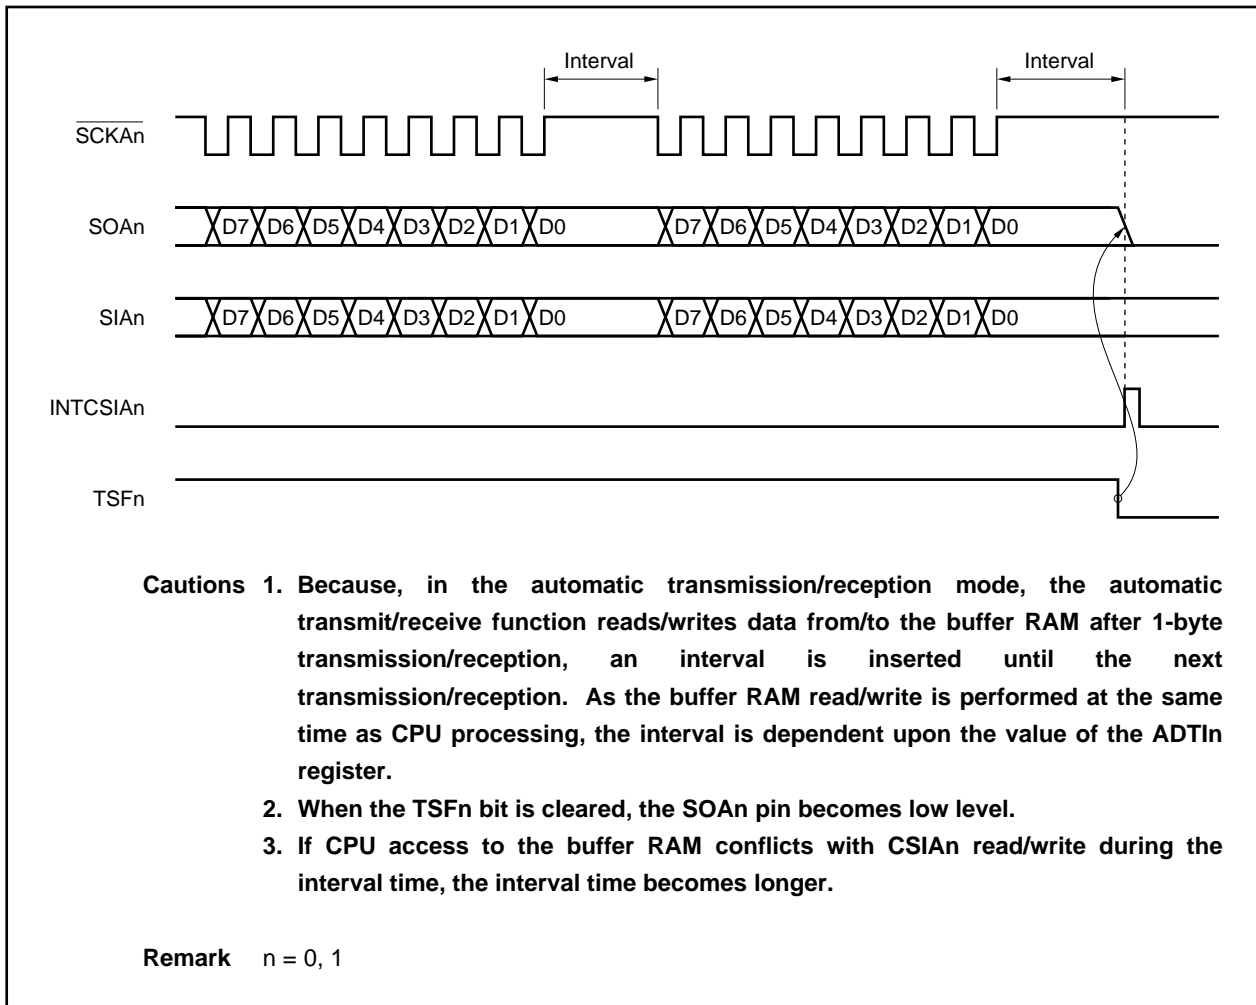 Interval Interval
SCKAn
SOAn D7 D6 D5 D4 D3 D2 D1 D0 D7 D6 D5 D4 D3 D2 D1 D0
SIAn D7 D6 D5 D4 D3 D2 D1 D0 D7 D6 D5 D4 D3 D2 D1 D0
INTCSIAn
TSFn
Cautions 1. Because, in the automatic transmission/reception mode, the automatic
transmit/receive function reads/writes data from/to the buffer RAM after 1-byte
transmission/reception, an interval is inserted until the next
transmission/reception. As the buffer RAM read/write is performed at the same
time as CPU processing, the interval is dependent upon the value of the ADTIn
register.
2. When the TSFn bit is cleared, the SOAn pin becomes low level.
3. If CPU access to the buffer RAM conflicts with CSIAn read/write during the
interval time, the interval time becomes longer.
Remark n = 0, 1